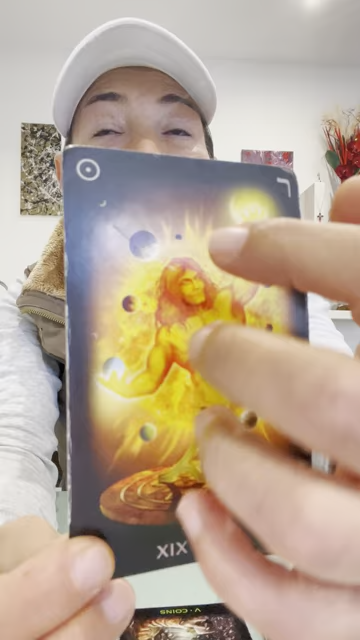 ר
XIX
V • COINS